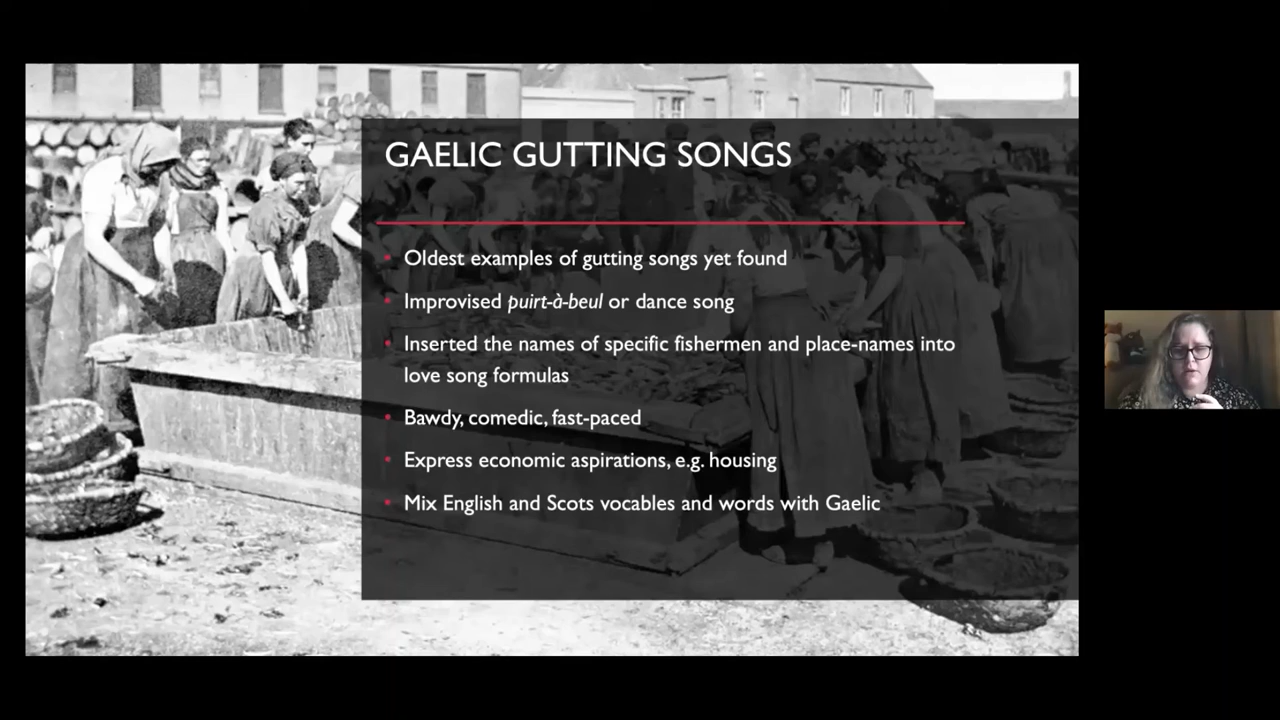 GAELIC GUTTING SONGS
• Oldest examples of gutting songs yet found
• Improvised puirt-à-beul or dance song
• Inserted the names of specific fishermen and place-names into
love song formulas
• Bawdy, comedic, fast-paced
• Express economic aspirations, e.g. housing
• Mix English and Scots vocables and words with Gaelic